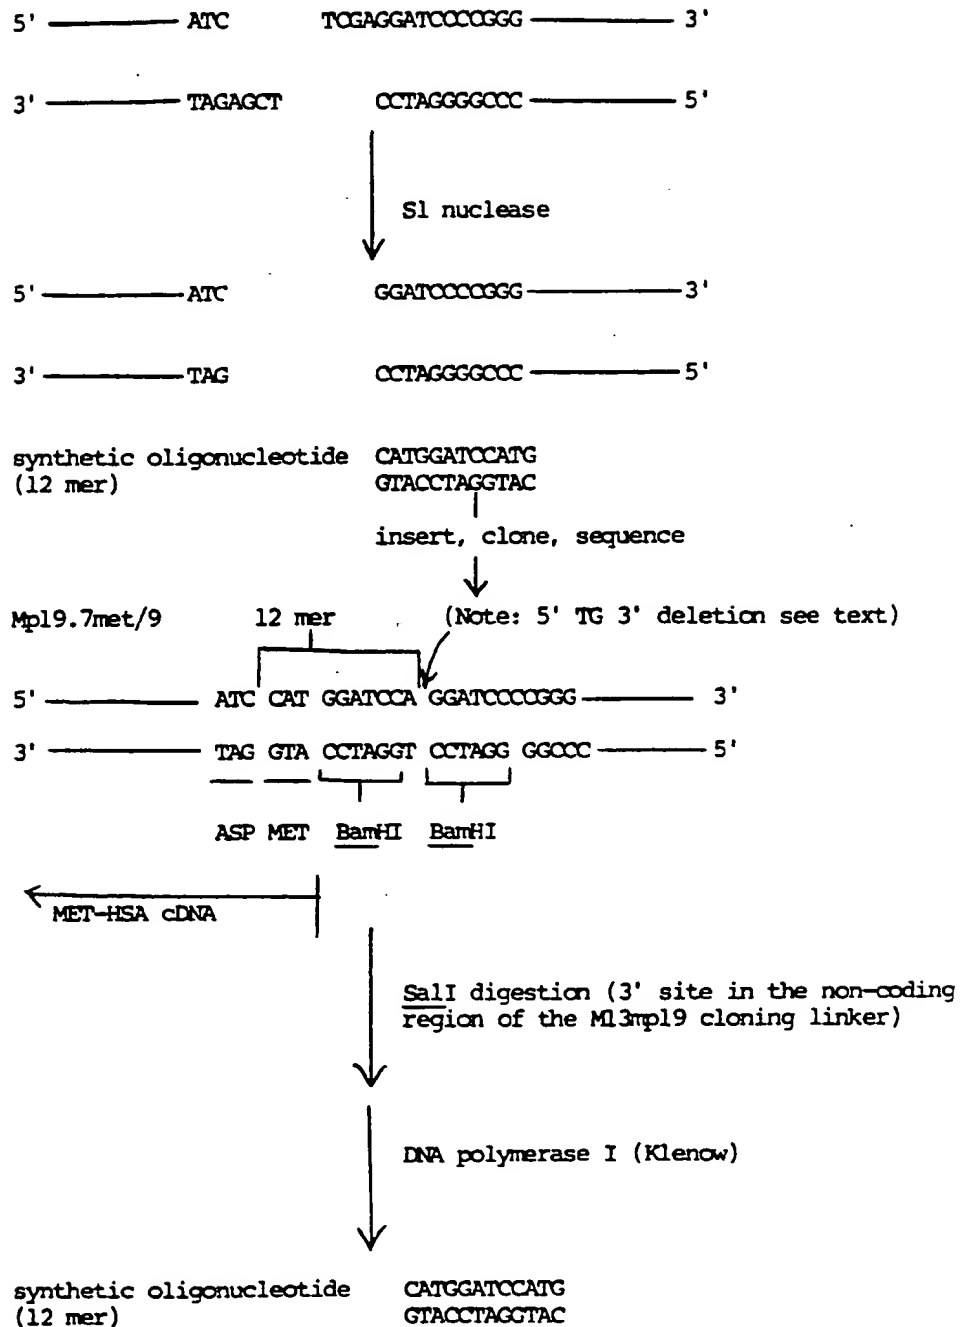 5' ATC TCGAGGATCCCCGGG 3'
3' TAGAGCT CCTAGGGGCCC 5'
S1 nuclease
5' ATC GGATCCCCGGG 3'
3' TAG CCTAGGGGCCC 5'
synthetic oligonucleotide CATGGATCCATG
(12 mer) GTACCTAGGTAC
insert, clone, sequence
Mp19.7met/9 12 mer (Note: 5' TG 3' deletion see text)
5' ATC CAT GGATCCA GGATCCCCGGG 3'
3' TAG GTA CCTAGGT CCTAGG GGCCC 5'
ASP MET BamHI BamHI
MET-HSA cDNA
SalI digestion (3' site in the non-coding
region of the M13mp19 cloning linker)
DNA polymerase I (Klenow)
synthetic oligonucleotide CATGGATCCATG
(12 mer) GTACCTAGGTAC